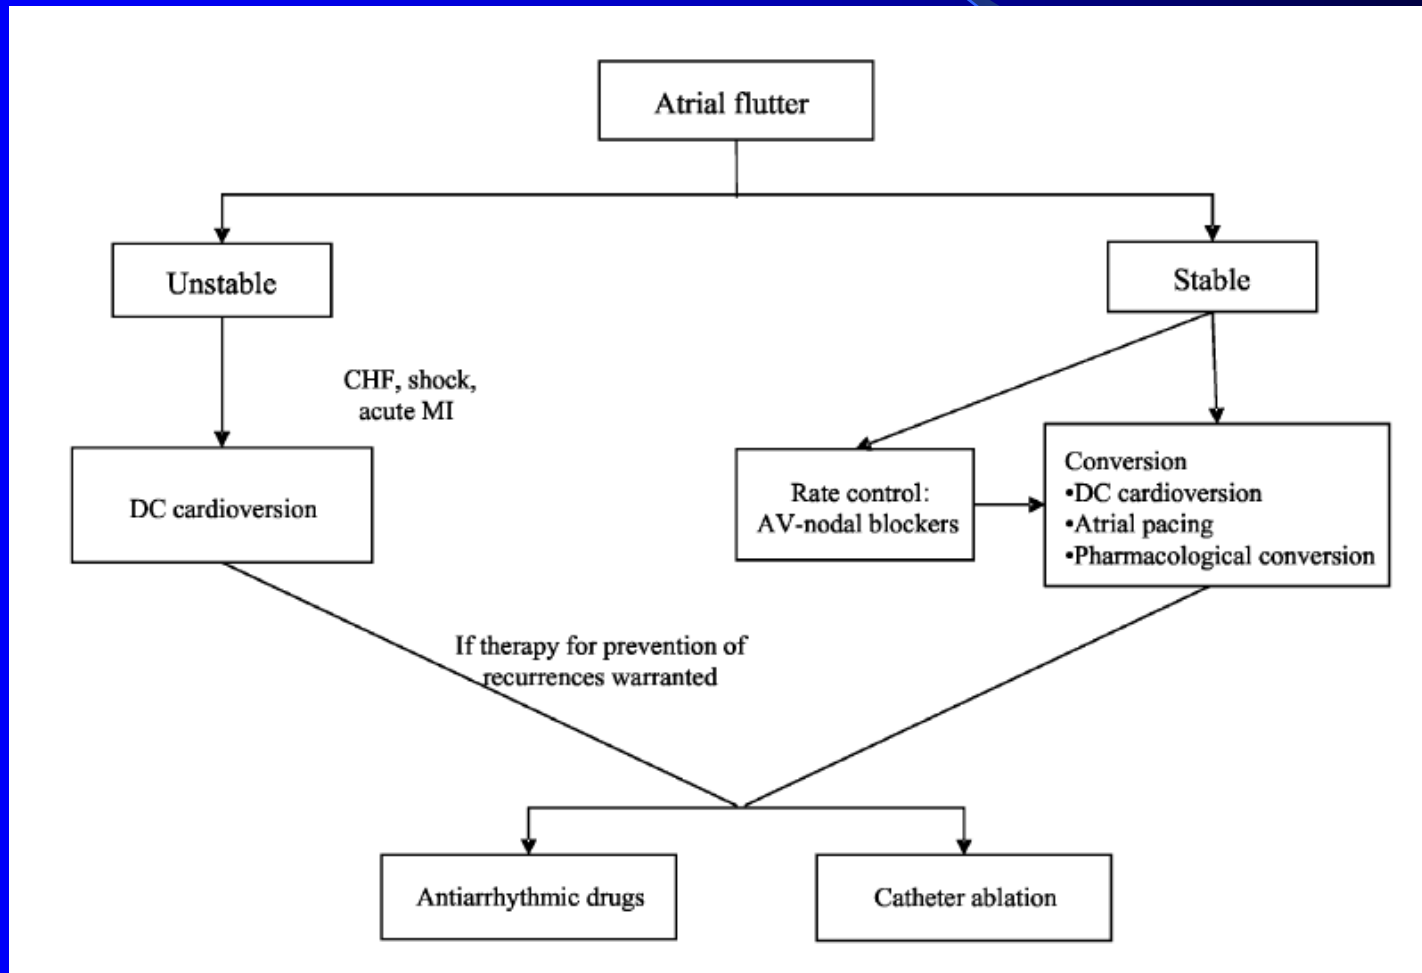 Atrial flutter
Unstable
Stable
CHF, shock,
acute MI
DC cardioversion
Rate control:
AV-nodal blockers
Conversion
•DC cardioversion
•Atrial pacing
•Pharmacological conversion
If therapy for prevention of
recurrences warranted
Antiarrhythmic drugs
Catheter ablation